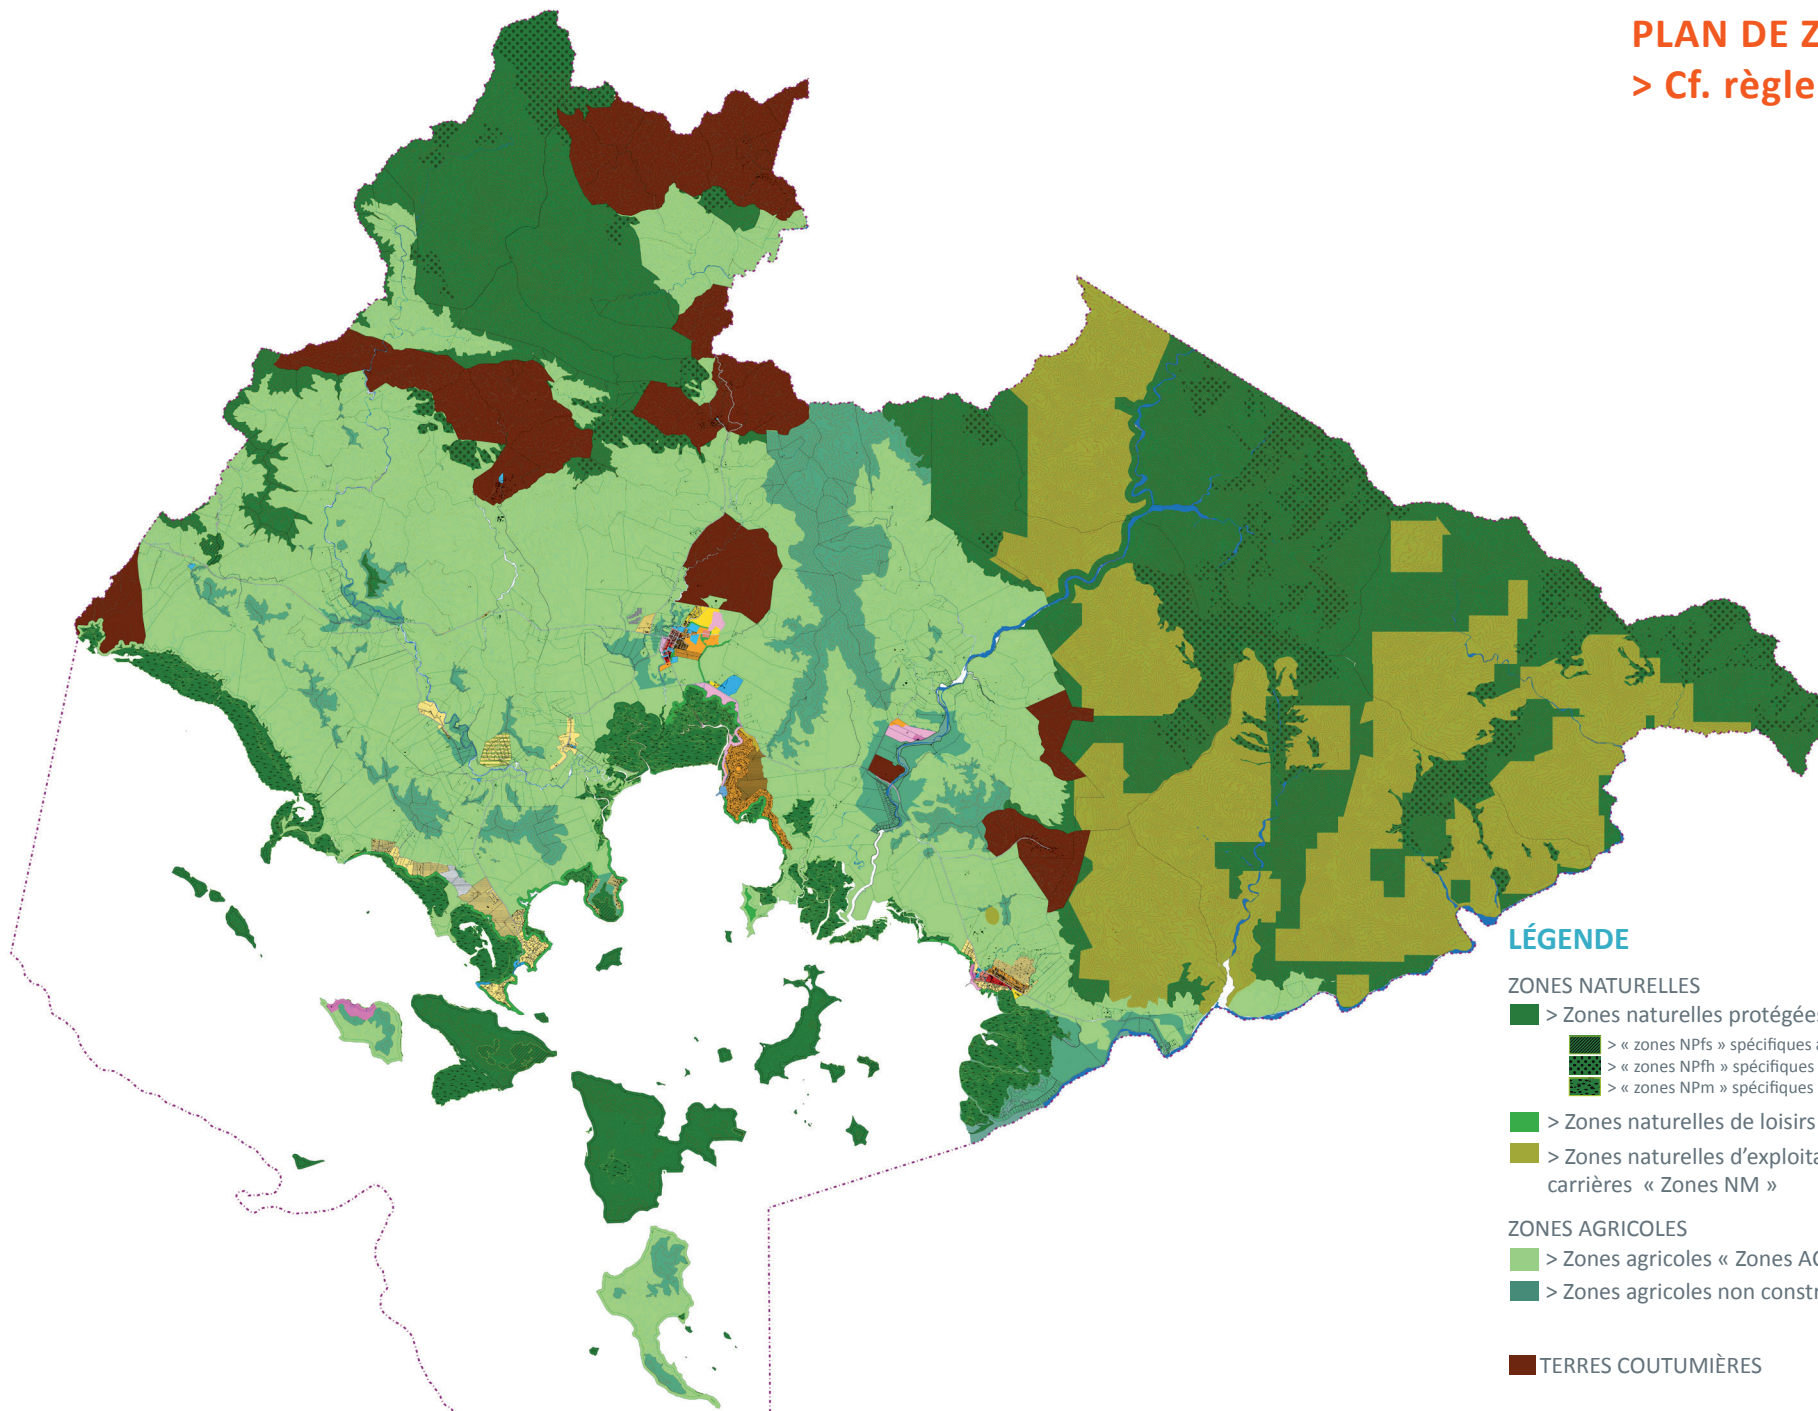 PLAN DE Z
> Cf. règle
LÉGENDE
ZONES NATURELLES
> Zones naturelles protégées
> « zones NPfs » spécifiques
> « zones NPfh » spécifiques
> « zones NPm » spécifiques
> Zones naturelles de loisirs
> Zones naturelles d’exploita
carrières « Zones NM »
ZONES AGRICOLES
> Zones agricoles « Zones AC
> Zones agricoles non constr
TERRES COUTUMIÈRES